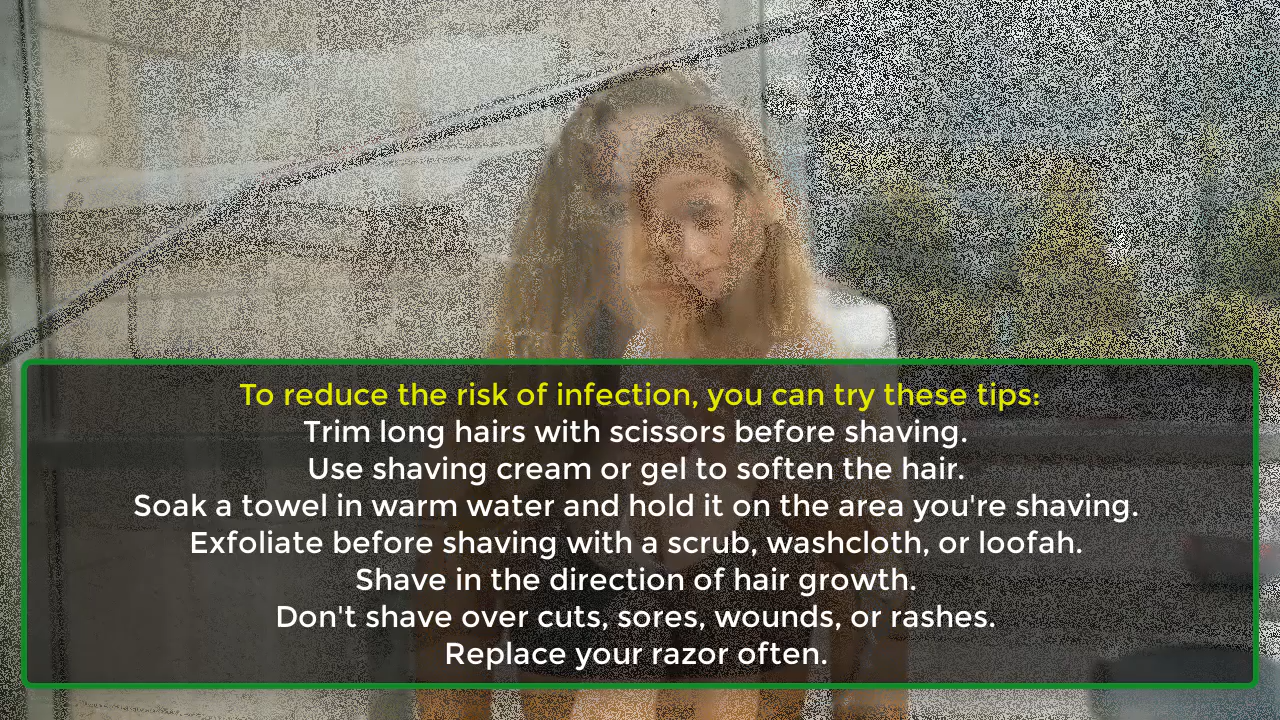 To reduce the risk of infection, you can try these tips:
Trim long hairs with scissors before shaving.
Use shaving cream or gel to soften the hair.
Soak a towel in warm water and hold it on the area you're shaving.
Exfoliate before shaving with a scrub, washcloth, or loofah.
Shave in the direction of hair growth.
Don't shave over cuts, sores, wounds, or rashes.
Replace your razor often.